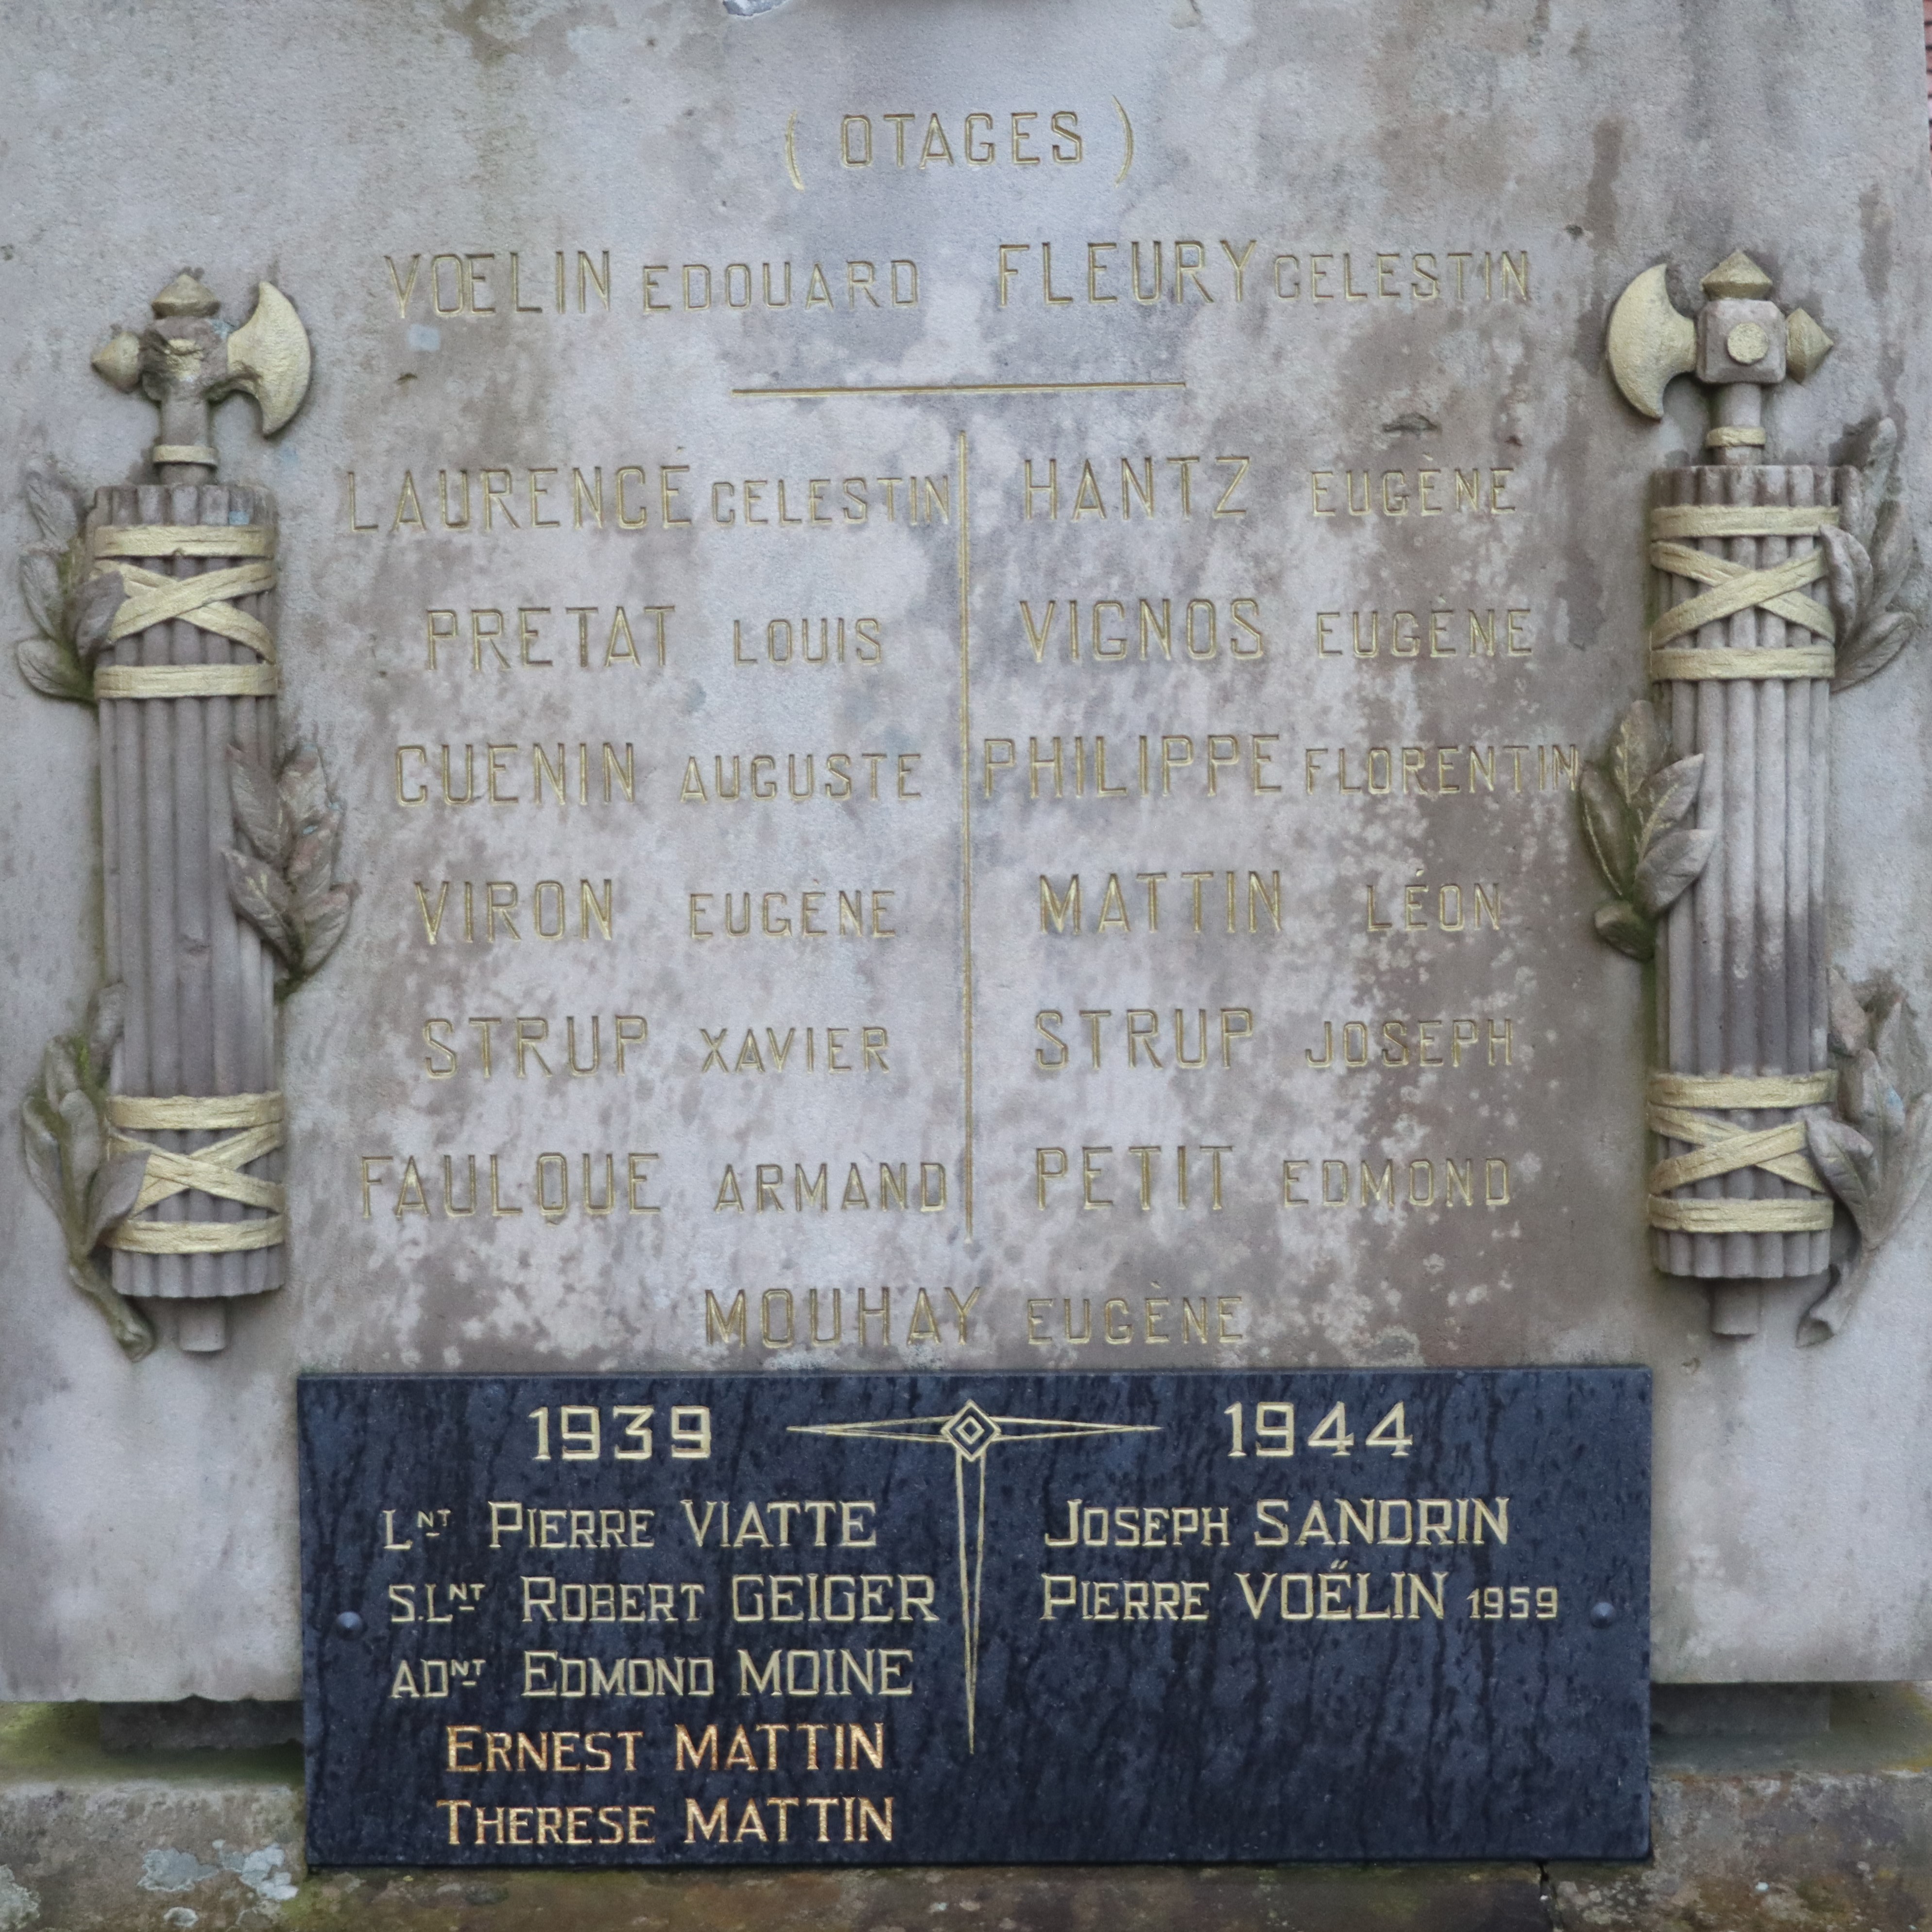 ( OTAGES )
VOELIN EDOUARD FLEURY CELESTIN
LAURENCÉ CELESTIN
PRETAT LOUIS
CUENIN AUGUSTE
VIRON EUGÈNE
STRUP XAVIER
FAULQUE ARMAND
HANTZ EUGÈNE
VIGNOS EUGÈNE
PHILIPPE FLORENTIN
MATTIN LÉON
STRUP JOSEPH
PETIT EDMOND
MOUHAY EUGÈNE
1939 1944
LNT PIERRE VIATTE
S.LNT ROBERT GEIGER
ADNT EDMOND MOINE
ERNEST MATTIN
THERESE MATTIN
JOSEPH SANDRIN
PIERRE VOËLIN 1959